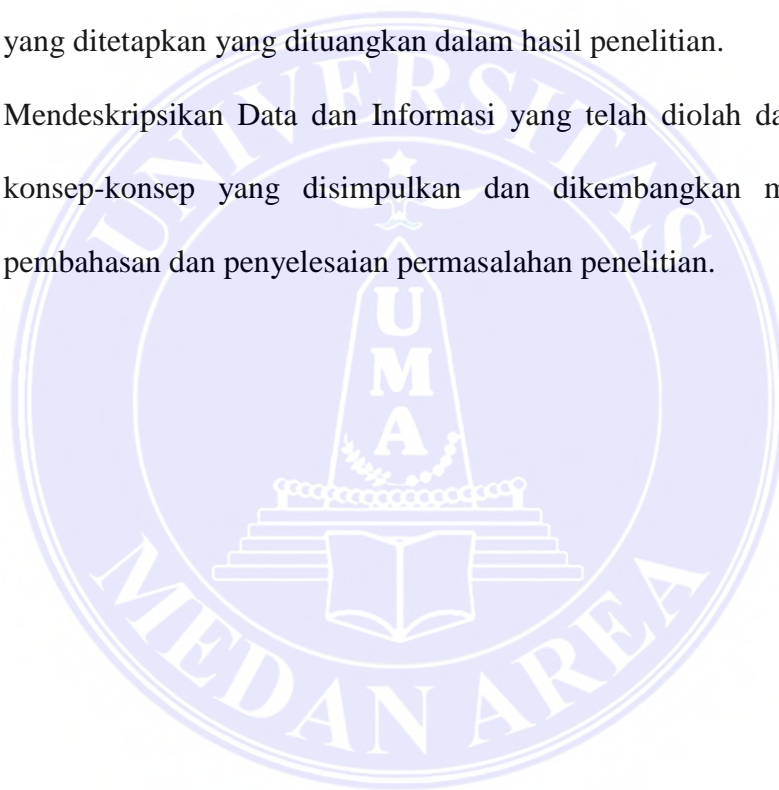 yang ditetapkan yang dituangkan dalam hasil penelitian.
Mendeskripsikan Data dan Informasi yang telah diolah
konsep-konsep yang disimpulkan dan dikembangkan
pembahasan dan penyelesaian permasalahan penelitian.
UNIVERSITAS
U
M
A
MEDAN AREA